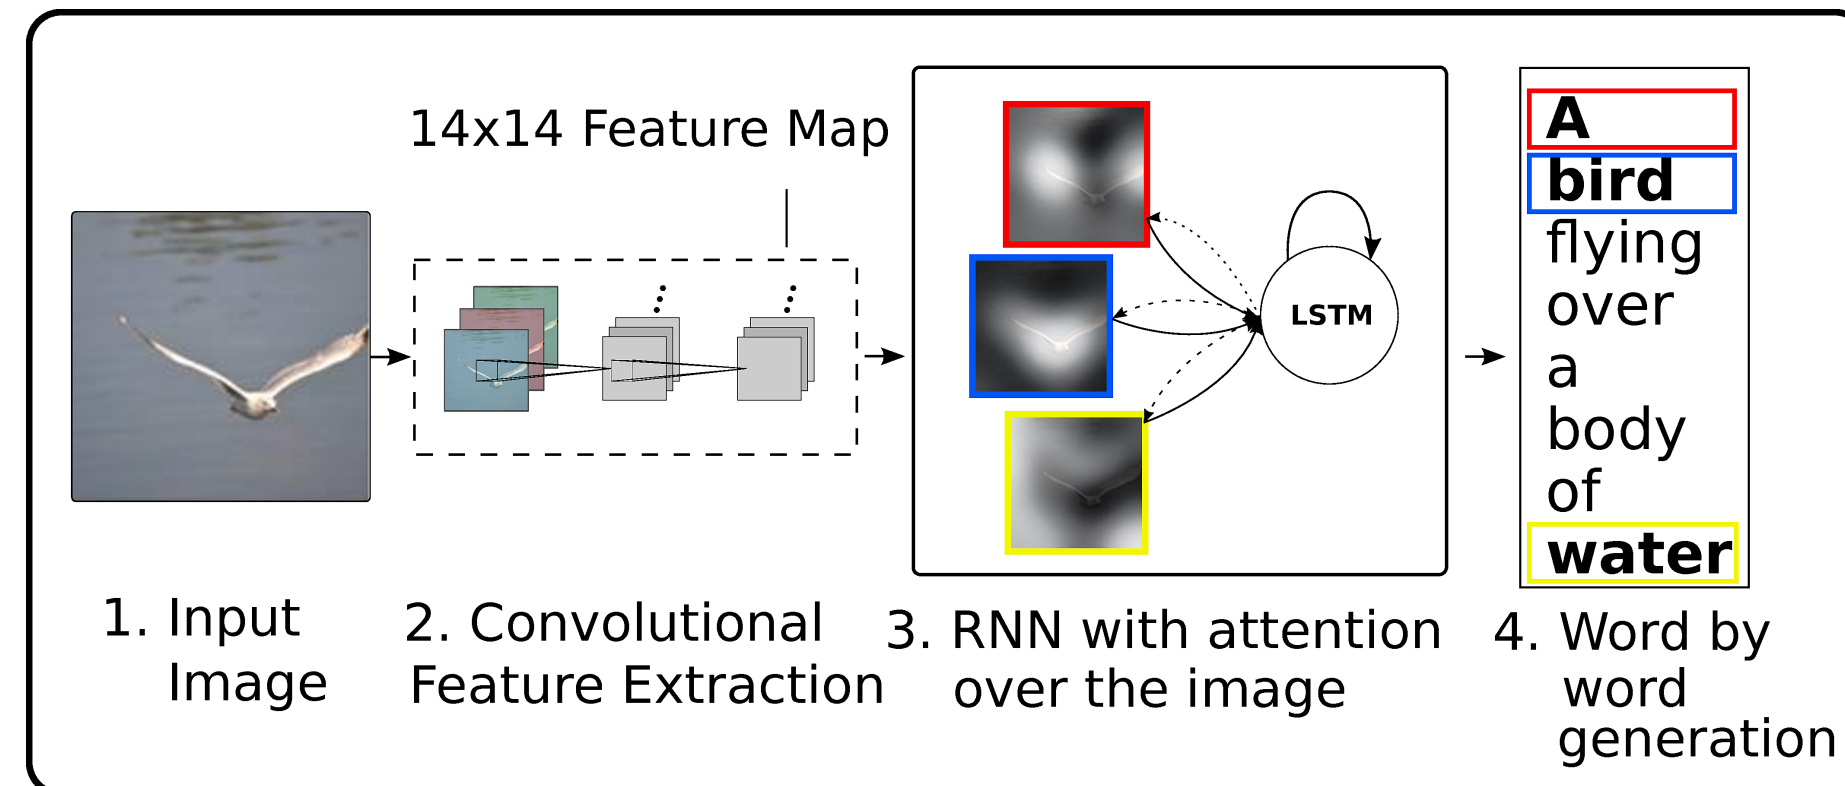 14x14 Feature Map
LSTM
A
bird
flying
over
a
body
of
water
1. Input
Image
2. Convolutional
Feature Extraction
3. RNN with attention
over the image
4. Word by
word
generation